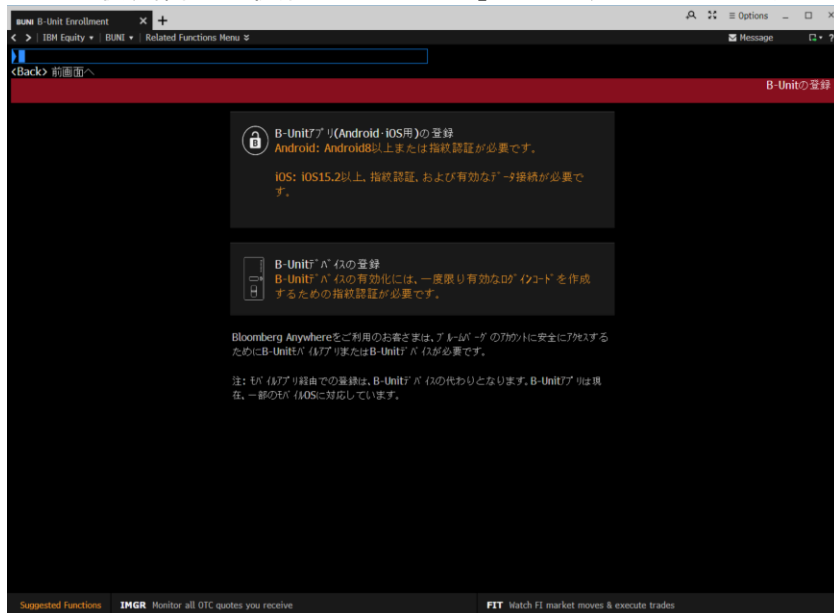 BUNI B-Unit Enrollment
Options
IBM Equity BUNI Related Functions Menu
Message
?
<Back> 前画面へ
B-Unitの登録
B-Unitｱﾌﾟﾘ(Android･iOS用)の登録
Android: Android8以上または指紋認証が必要です。
iOS: iOS15.2以上、指紋認証、および有効なﾃﾞｰﾀ接続が必要で
す。
B-Unitﾃﾞﾊﾞｲｽの登録
B-Unitﾃﾞﾊﾞｲｽの有効化には、一度限り有効なﾛｸﾞｲﾝｺｰﾄﾞを作成
するための指紋認証が必要です。
Bloomberg Anywhereをご利用のお客さまは、ﾌﾞﾙｰﾑﾊﾞｰｸﾞのｱｶｳﾝﾄに安全にｱｸｾｽする
ためにB-UnitﾓﾊﾞｲﾙｱﾌﾟﾘまたはB-Unitﾃﾞﾊﾞｲｽが必要です。
注: ﾓﾊﾞｲﾙｱﾌﾟﾘ経由での登録は、B-Unitﾃﾞﾊﾞｲｽの代わりとなります。B-Unitｱﾌﾟﾘは現
在、一部のﾓﾊﾞｲﾙOSに対応しています。
Suggested Functions IMGR Monitor all OTC quotes you receive FIT Watch FI market moves & execute trades